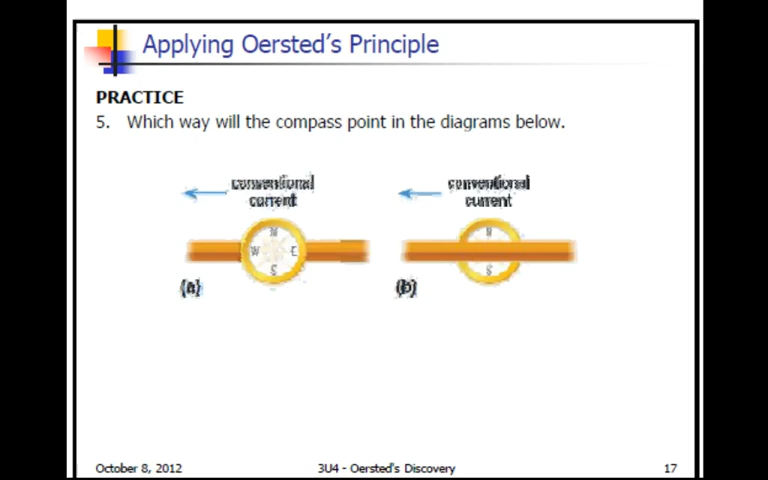 Applying Oersted's Principle
PRACTICE
5. Which way will the compass point in the diagrams below.
conventional
current
conventional
current
N
W E
S
N
S
(a)
(b)
October 8, 2012
3U4 - Oersted's Discovery
17